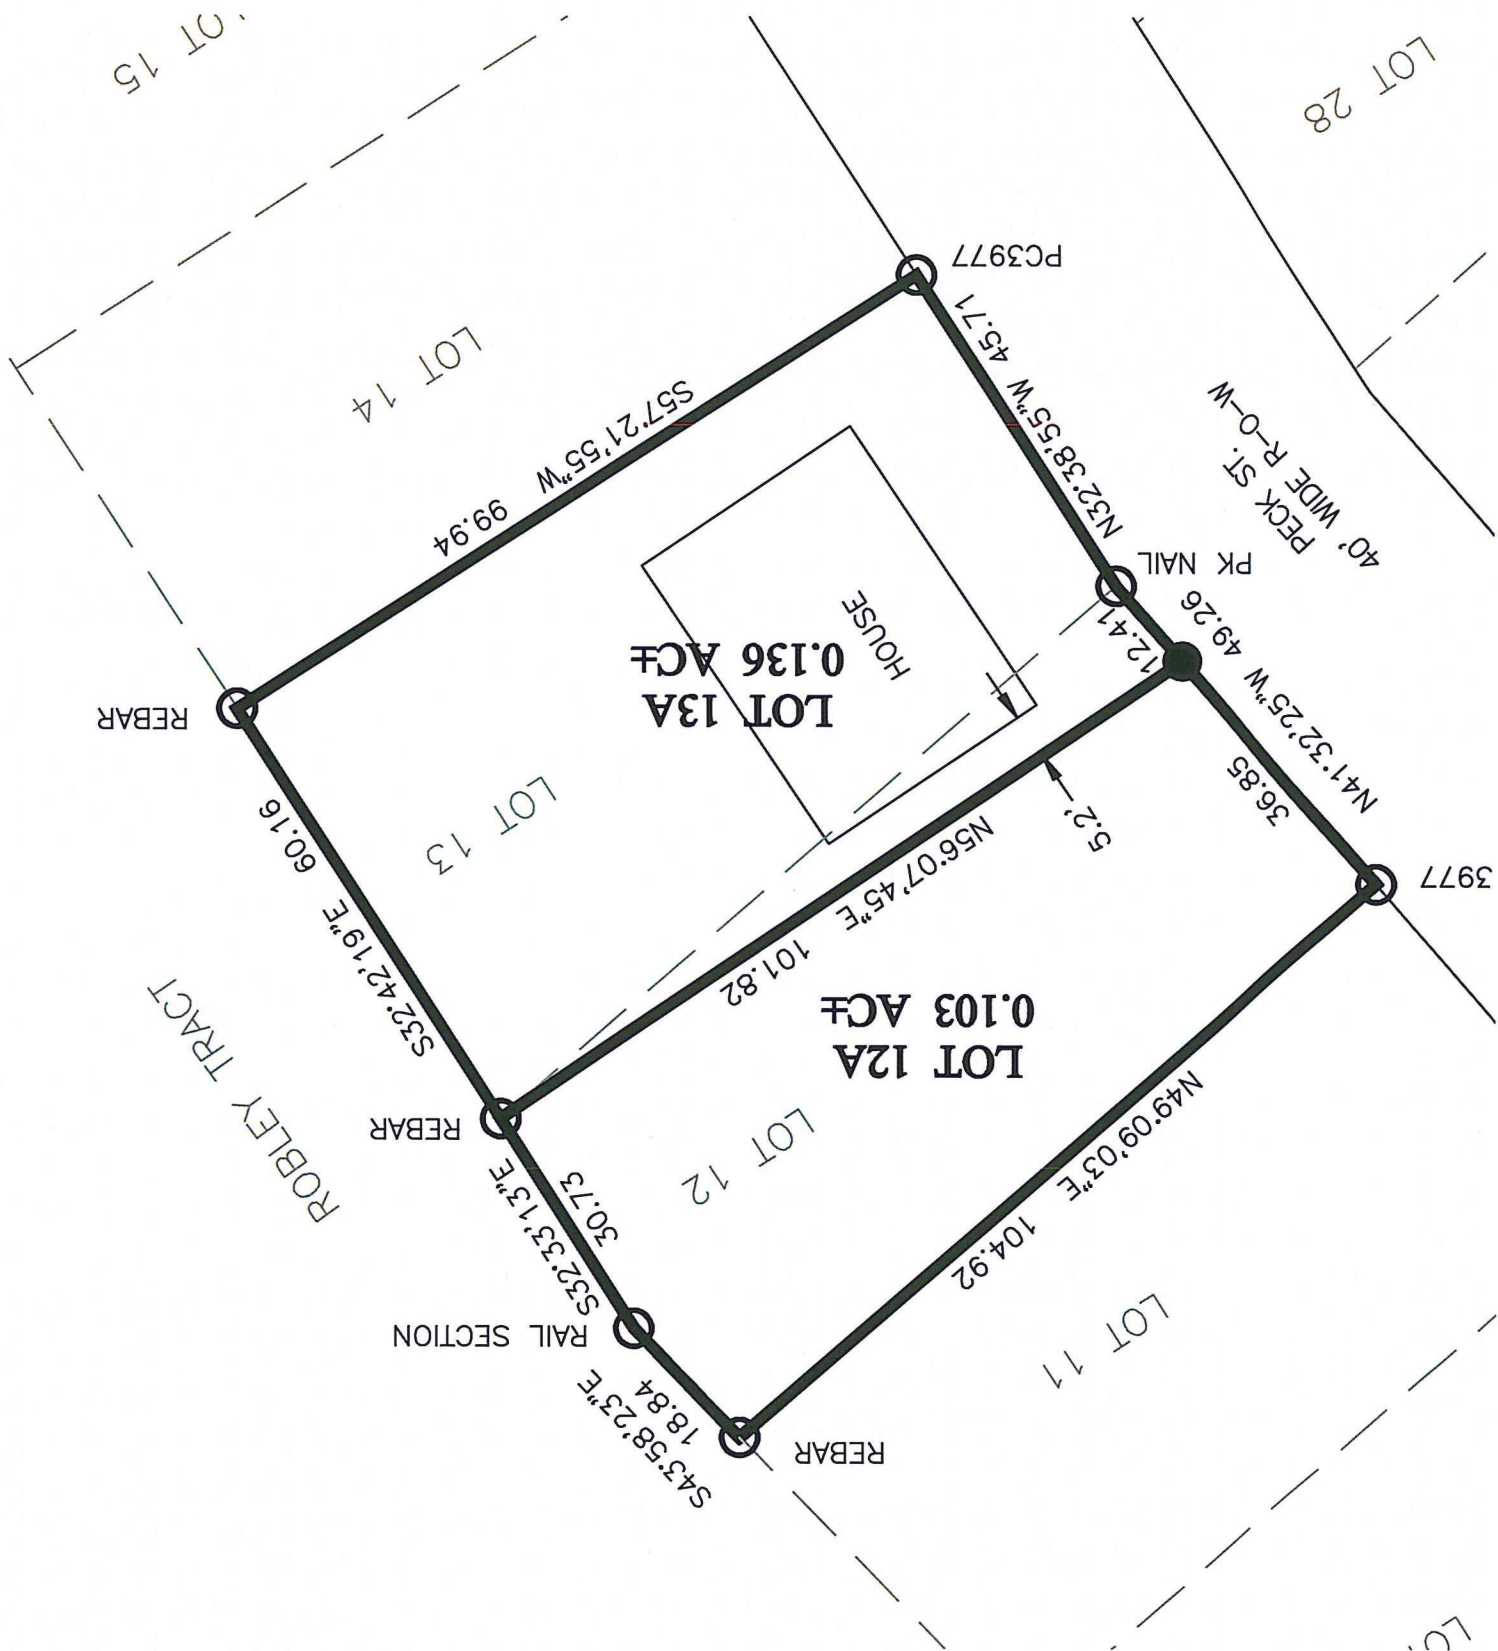 LO
REBAR
S43°58'23"E
18.84
LOT 11
RAIL SECTION
104.92
S32°33'13"E
30.73
N49°09'03"E
LOT 12
REBAR
ROBLEY TRACT
LOT 12A
0.103 AC±
S32°42'19"E
60.16
101.82
N56°07'45"E
3977
36.85
N41°32'25"W 49.26
5.2'
LOT 13
REBAR
LOT 13A
0.136 AC±
HOUSE
12.41
PK NAIL
PECK ST.
40' WIDE R-O-W
N32°38'55"W 45.71
99.94
S57°21'55"W
LOT 14
PC3977
LOT 28
OT 15